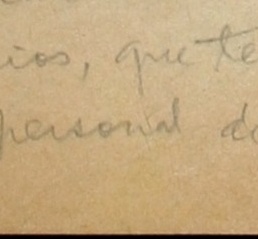 ios, que te
personal d